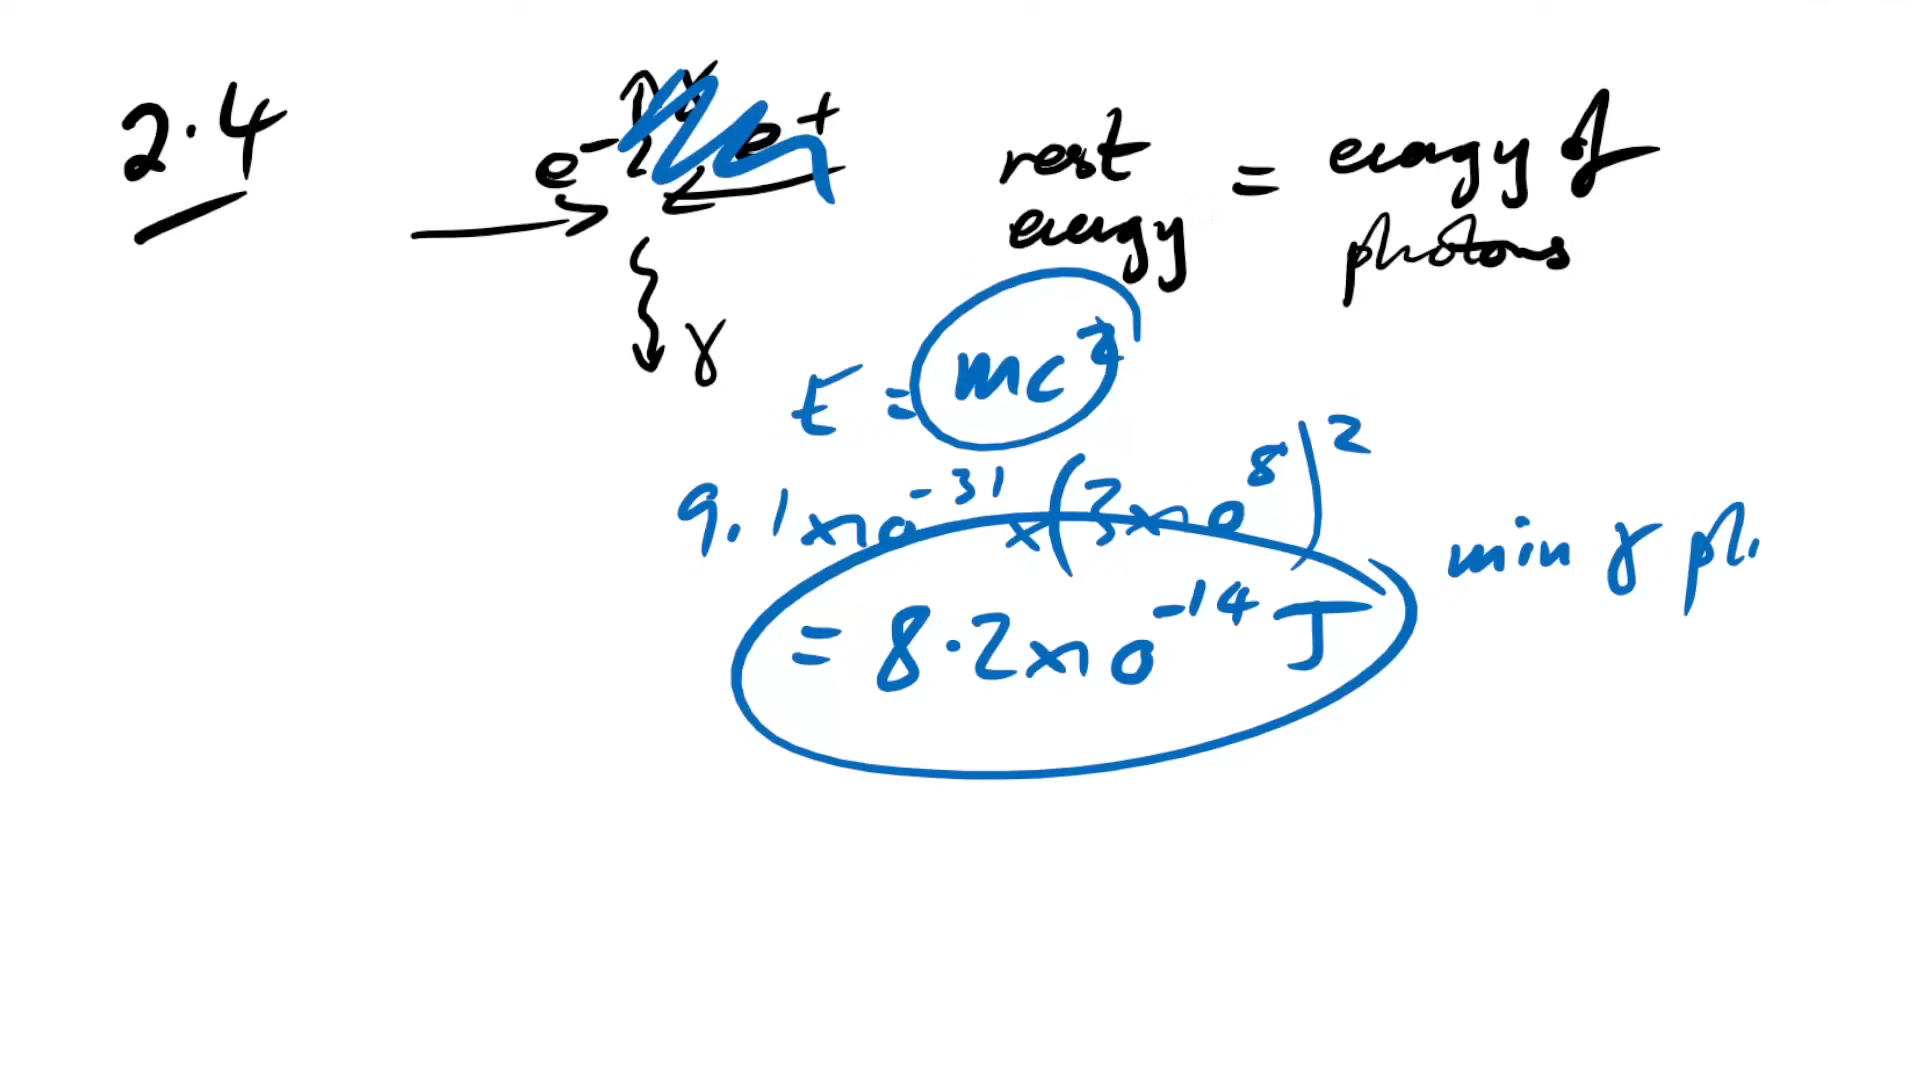 2.4
e⁻ e⁺
γ
rest energy = energy of photons
E = mc²
9.1×10⁻³¹ × (3×10⁸)²
= 8.2×10⁻¹⁴ J
min γ ph